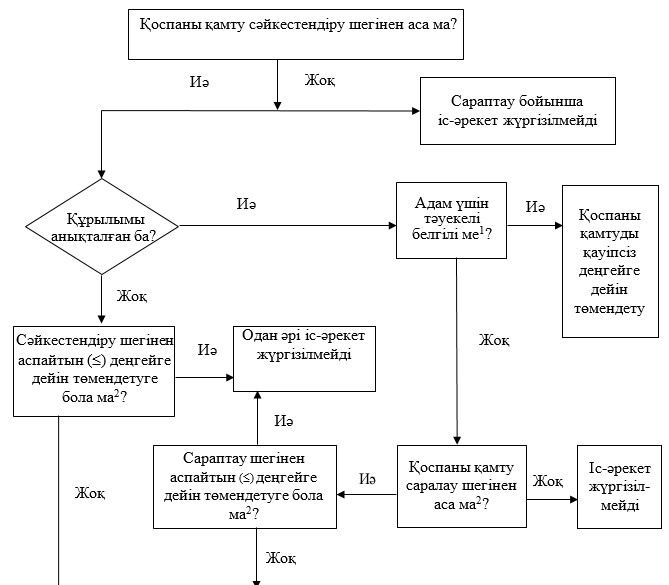 Қоспаны қамту сәйкестендіру шегінен аса ма?
Иә
Жоқ
Сараптау бойынша
іс-әрекет жүргізілмейді
Құрылымы
анықталған ба?
Иә
Адам үшін
тәуекелі
белгілі ме¹?
Иә
Қоспаны
қамтуды
қауіпсіз
деңгейге
дейін
төмендету
Жоқ
Сәйкестендіру шегінен
аспайтын (≤) деңгейге
дейін төмендетуге
бола ма²?
Иә
Одан әрі іс-әрекет
жүргізілмейді
Жоқ
Иә
Сараптау шегінен
аспайтын (≤) деңгейге
дейін төмендетуге бола
ма²?
Иә
Қоспаны қамту
саралау шегінен
аса ма²?
Жоқ
Іс-әрекет
жүргізіл-
мейді
Жоқ
Жоқ